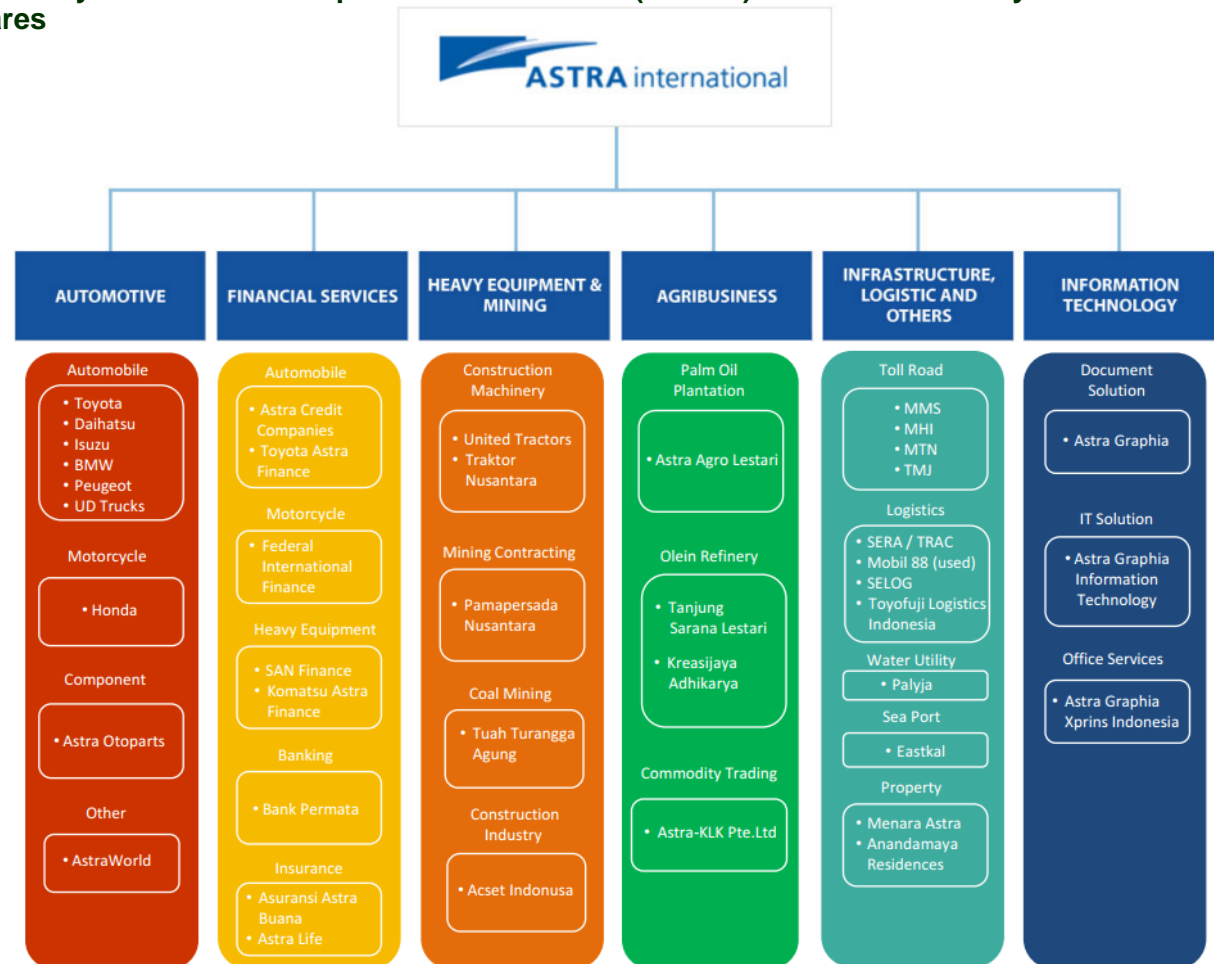 ares
ASTRA international
AUTOMOTIVE
FINANCIAL SERVICES
HEAVY EQUIPMENT &
MINING
AGRIBUSINESS
INFRASTRUCTURE,
LOGISTIC AND
OTHERS
INFORMATION
TECHNOLOGY
Automobile
• Toyota
• Daihatsu
• Isuzu
• BMW
• Peugeot
• UD Trucks
Motorcycle
• Honda
Component
• Astra Otoparts
Other
• AstraWorld
Automobile
• Astra Credit
Companies
• Toyota Astra
Finance
Motorcycle
• Federal
International
Finance
Heavy Equipment
• SAN Finance
• Komatsu Astra
Finance
Banking
• Bank Permata
Insurance
• Asuransi Astra
Buana
• Astra Life
Construction
Machinery
• United Tractors
• Traktor
Nusantara
Mining Contracting
• Pamapersada
Nusantara
Coal Mining
• Tuah Turangga
Agung
Construction
Industry
• Acset Indonusa
Palm Oil
Plantation
• Astra Agro Lestari
Olein Refinery
• Tanjung
Sarana Lestari
• Kreasijaya
Adhikarya
Commodity Trading
• Astra-KLK Pte.Ltd
Toll Road
• MMS
• MHI
• MTN
• TMJ
Logistics
• SERA / TRAC
• Mobil 88 (used)
• SELOG
• Toyofuji Logistics
Indonesia
Water Utility
• Palyja
Sea Port
• Eastkal
Property
• Menara Astra
• Anandamaya
Residences
Document
Solution
• Astra Graphia
IT Solution
• Astra Graphia
Information
Technology
Office Services
• Astra Graphia
Xprins Indonesia